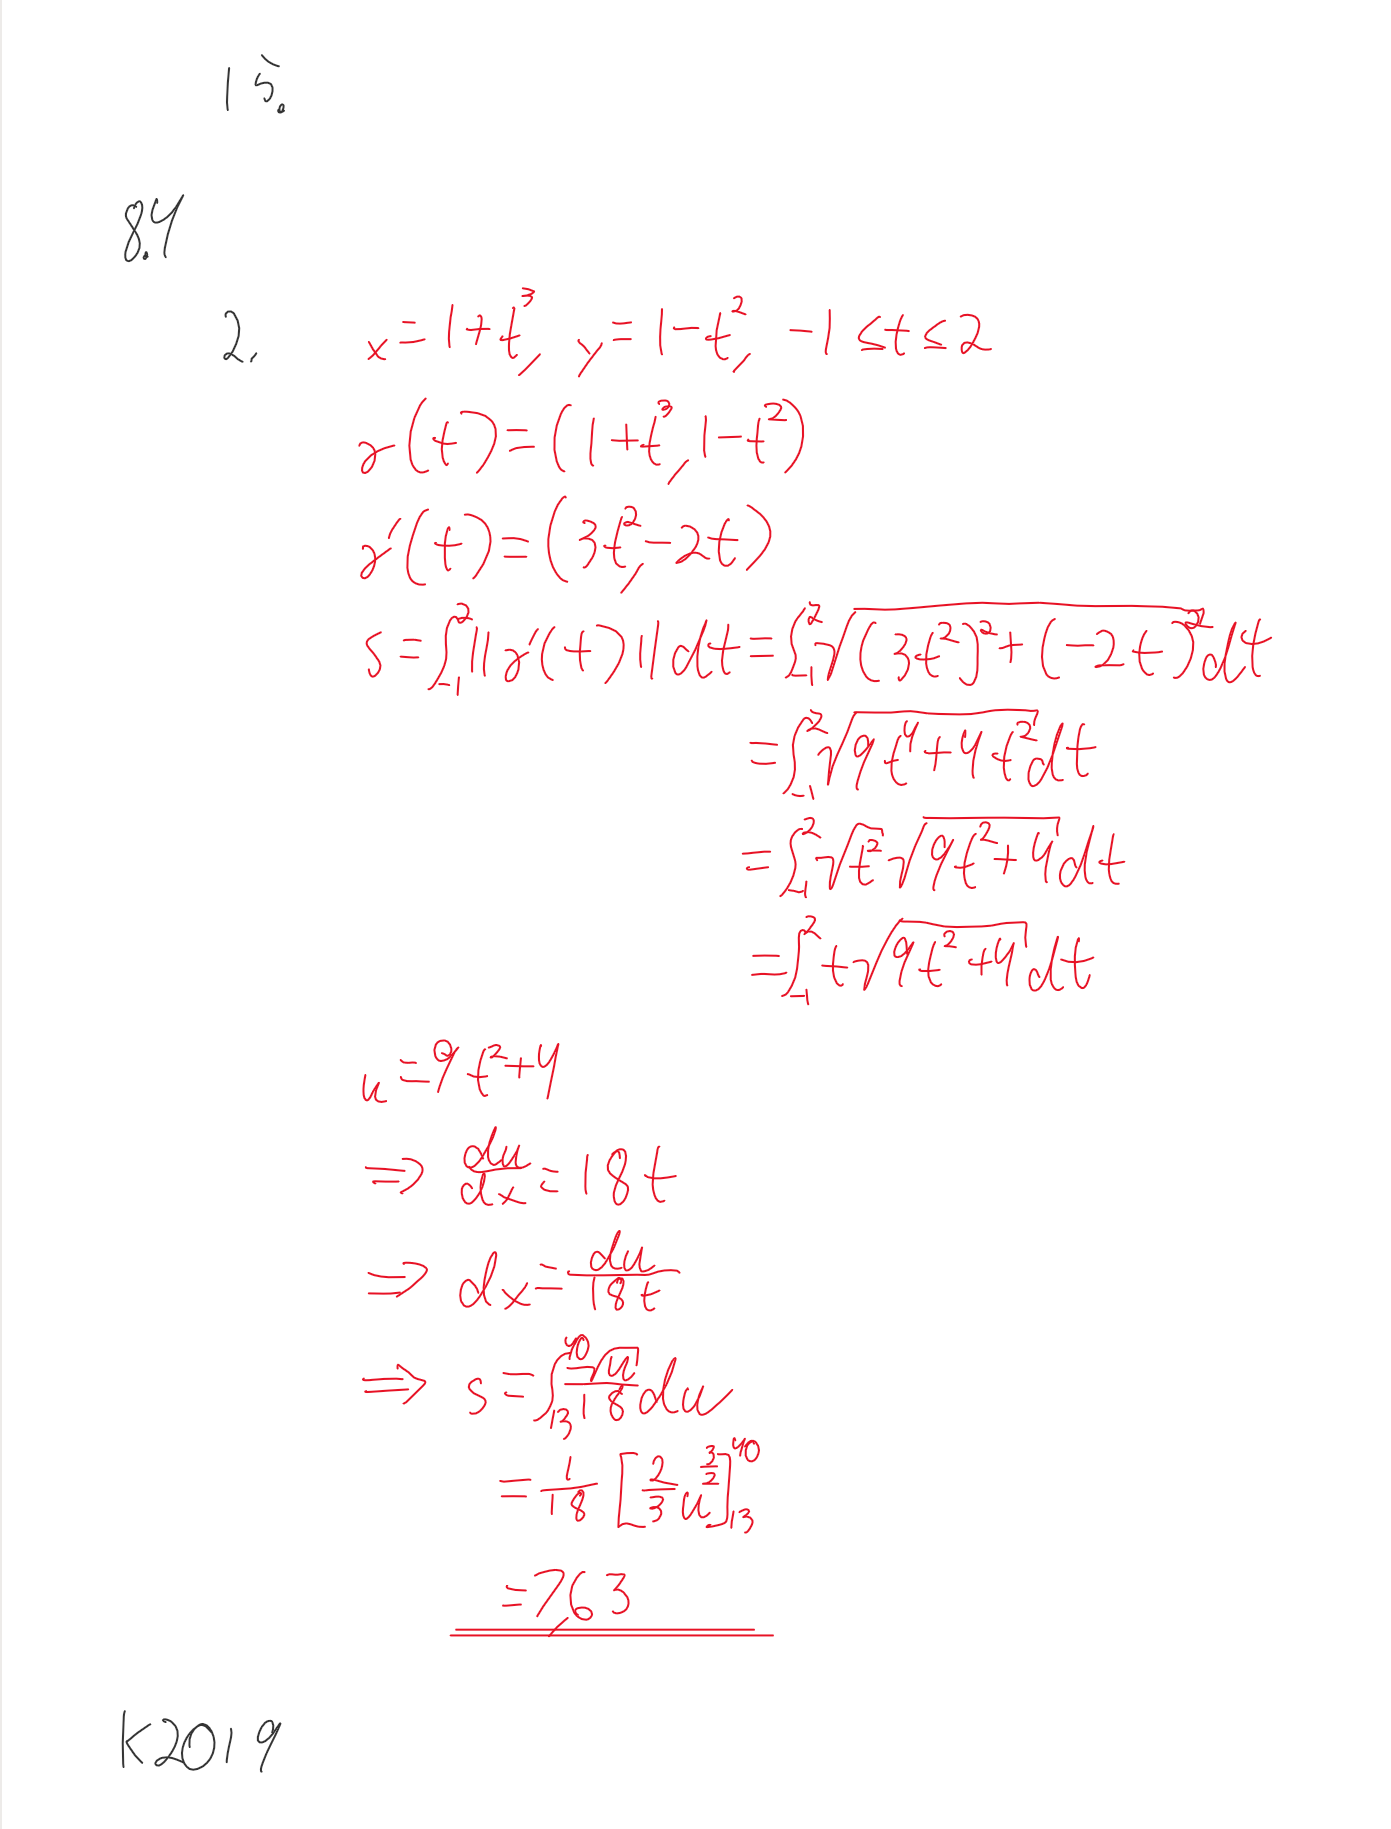 15.
8.4
2. x = 1+t³, y = 1-t², -1 ≤ t ≤ 2
r(t) = (1+t³, 1-t²)
r'(t) = (3t², -2t)
s = ∫₋₁² ||r'(t)|| dt = ∫₋₁² √((3t²)² + (-2t)²) dt
= ∫₋₁² √(9t⁴+4t²) dt
= ∫₋₁² √(t²) √(9t²+4) dt
= ∫₋₁² t√(9t²+4) dt
u = 9t²+4
⇒ du/dx = 18t
⇒ dx = du/18t
⇒ s = ∫₁₃⁴⁰ √u/18 du
= 1/18 [2/3 u^(3/2)]₁₃⁴⁰
= 7,63
K2019